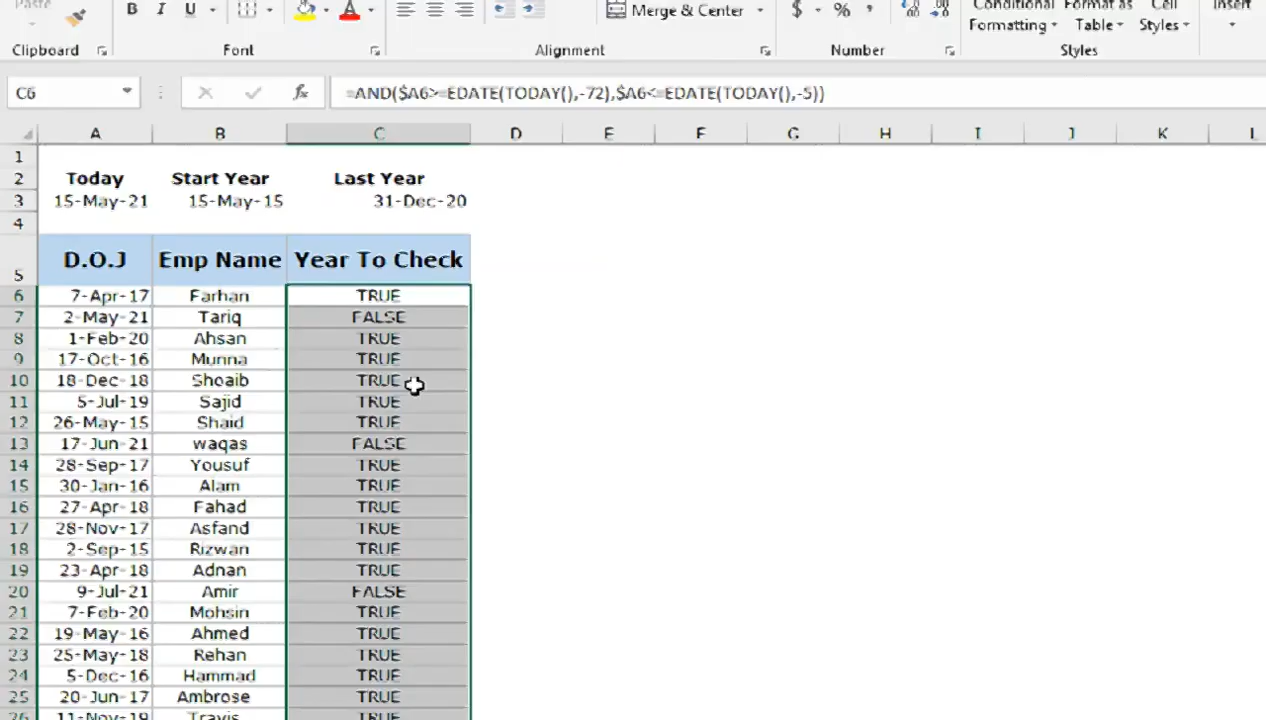 Paste
B I U
Merge & Center
$ % ,
Conditional Format as Cell Insert
Formatting Table Styles
Clipboard Font Alignment Number Styles
C6 fx =AND($A6>=EDATE(TODAY(),-72),$A6<=EDATE(TODAY(),-5))
A B C D E F G H I J K L
1
2 Today Start Year Last Year
3 15-May-21 15-May-15 31-Dec-20
4
5 D.O.J Emp Name Year To Check
6 7-Apr-17 Farhan TRUE
7 2-May-21 Tariq FALSE
8 1-Feb-20 Ahsan TRUE
9 17-Oct-16 Munna TRUE
10 18-Dec-18 Shoaib TRUE
11 5-Jul-19 Sajid TRUE
12 26-May-15 Shaid TRUE
13 17-Jun-21 waqas FALSE
14 28-Sep-17 Yousuf TRUE
15 30-Jan-16 Alam TRUE
16 27-Apr-18 Fahad TRUE
17 28-Nov-17 Asfand TRUE
18 2-Sep-15 Rizwan TRUE
19 23-Apr-18 Adnan TRUE
20 9-Jul-21 Amir FALSE
21 7-Feb-20 Mohsin TRUE
22 19-May-16 Ahmed TRUE
23 25-May-18 Rehan TRUE
24 5-Dec-16 Hammad TRUE
25 20-Jun-17 Ambrose TRUE
26 11-Nov-19 Travis TRUE